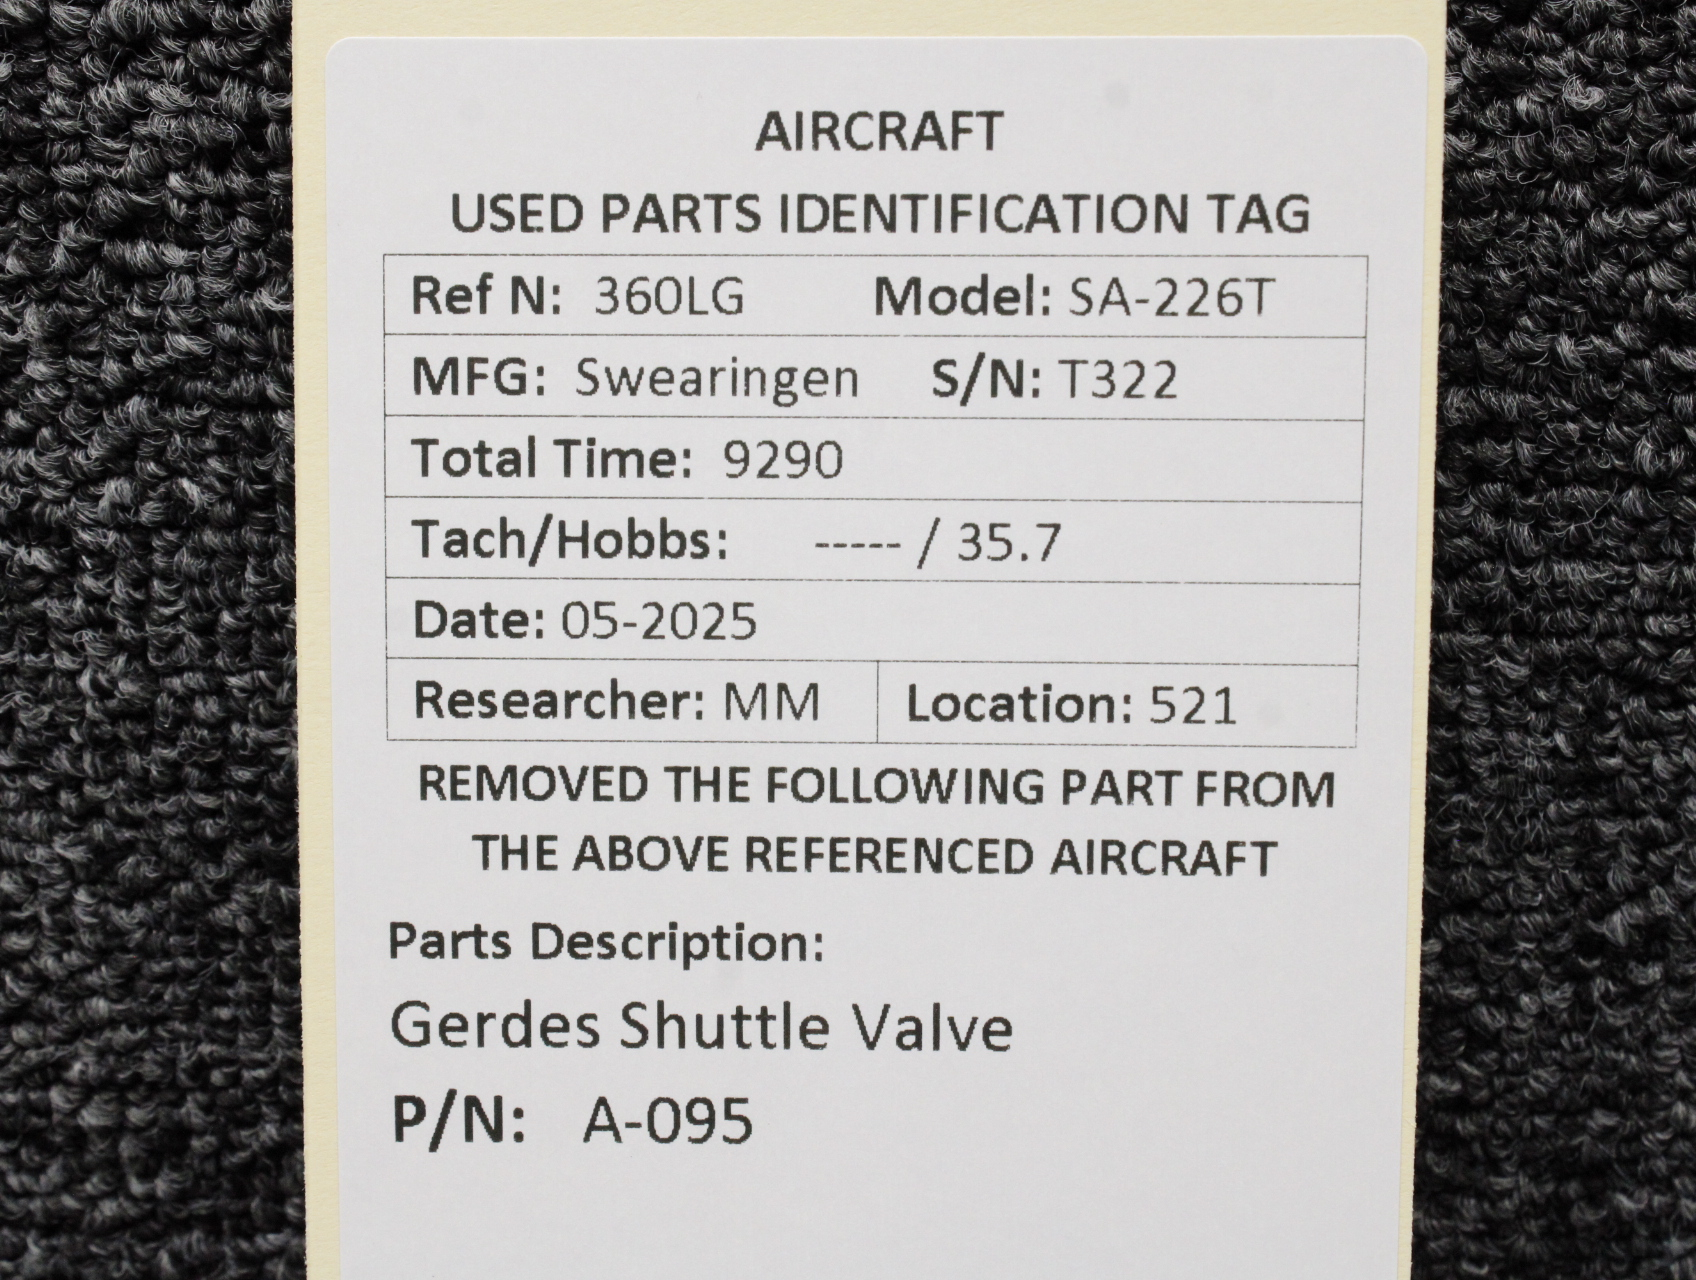 AIRCRAFT
USED PARTS IDENTIFICATION TAG
Ref N: 360LG Model: SA-226T
MFG: Swearingen S/N: T322
Total Time: 9290
Tach/Hobbs: ----- / 35.7
Date: 05-2025
Researcher: MM Location: 521
REMOVED THE FOLLOWING PART FROM
THE ABOVE REFERENCED AIRCRAFT
Parts Description:
Gerdes Shuttle Valve
P/N: A-095